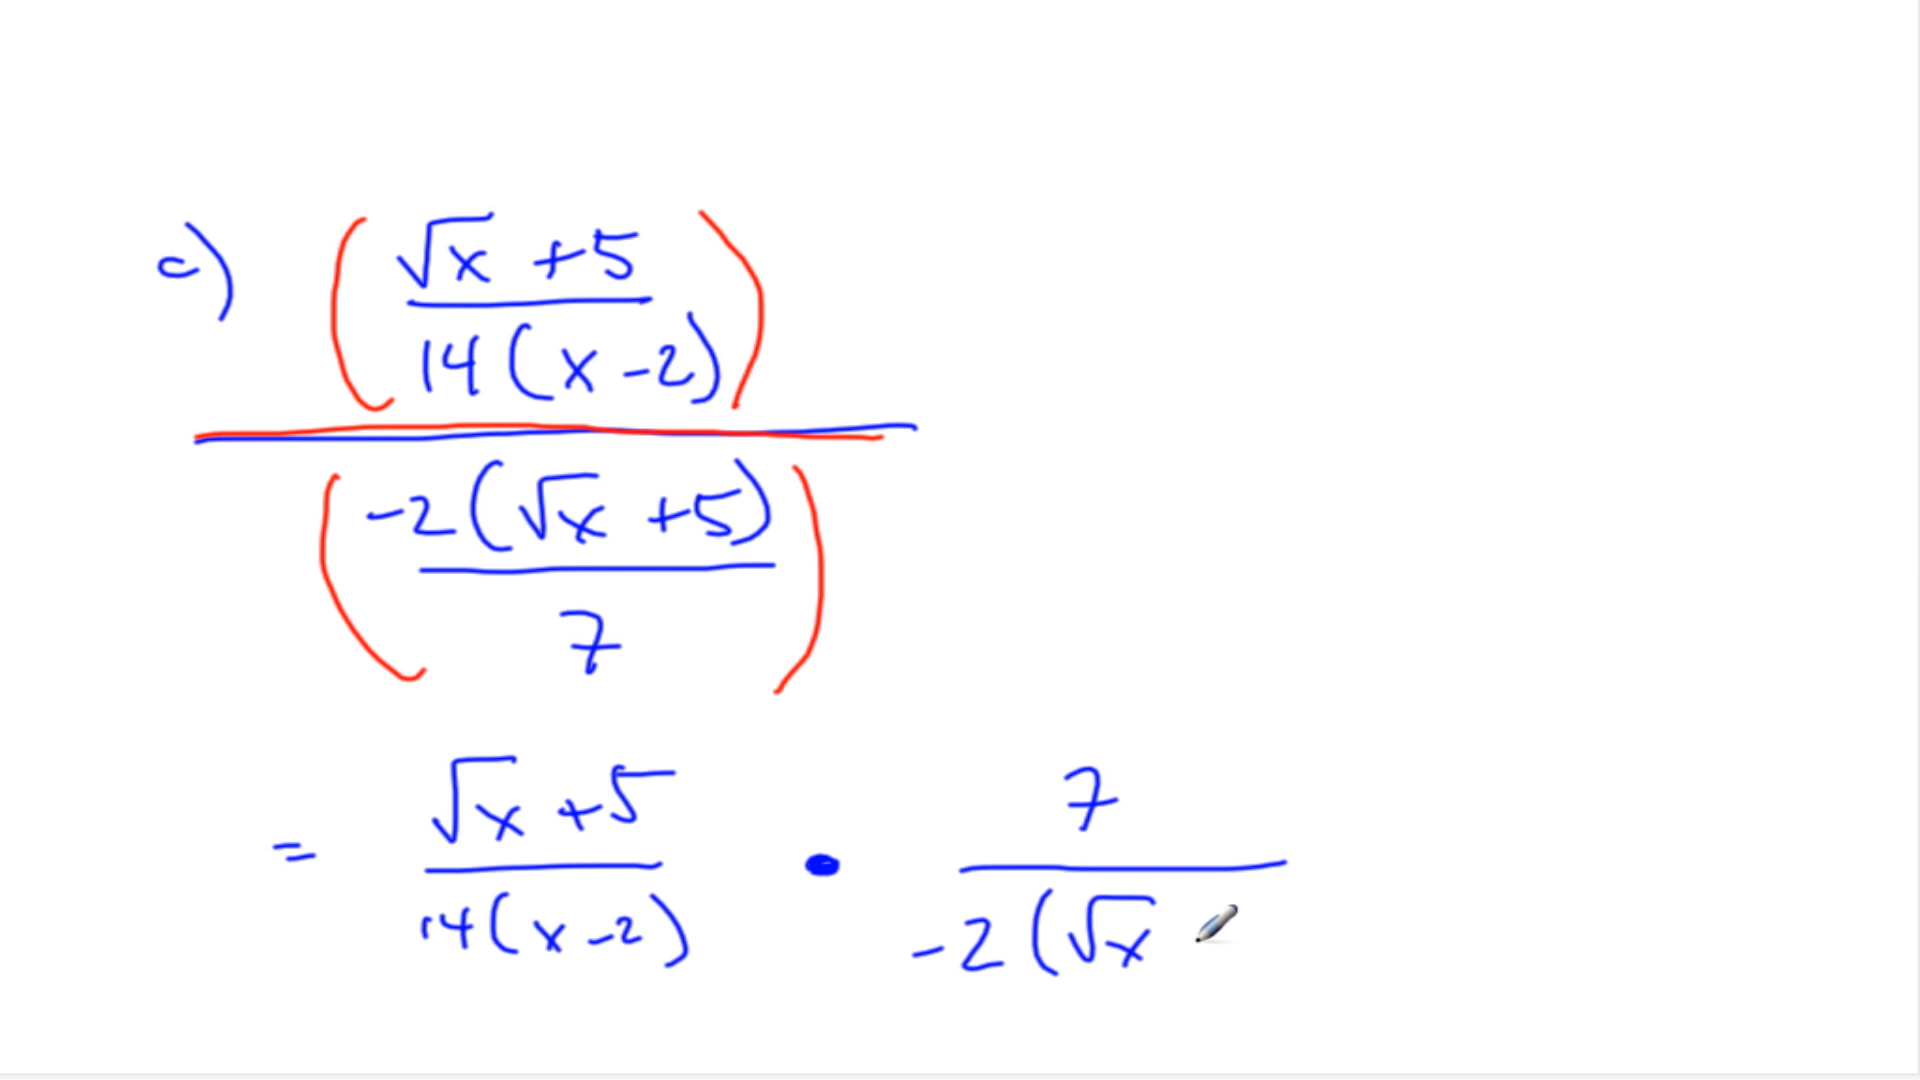 c)
√x + 5
14(x - 2)
-2(√x + 5)
7
= √x + 5 • 7
14(x - 2) -2(√x